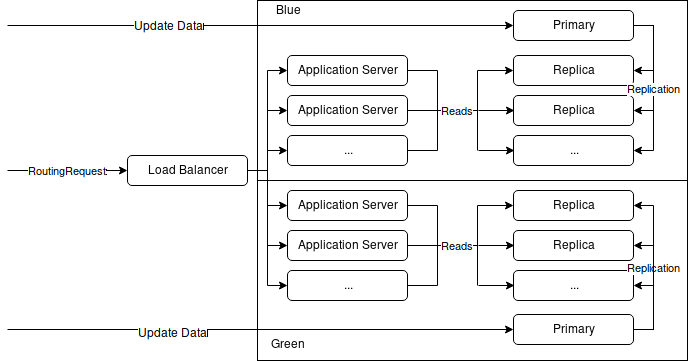 Blue
Update Data
Primary
Application Server
Replica
Replication
Application Server
Reads
Replica
...
...
RoutingRequest
Load Balancer
Application Server
Replica
Application Server
Reads
Replica
Replication
...
...
Update Data
Primary
Green